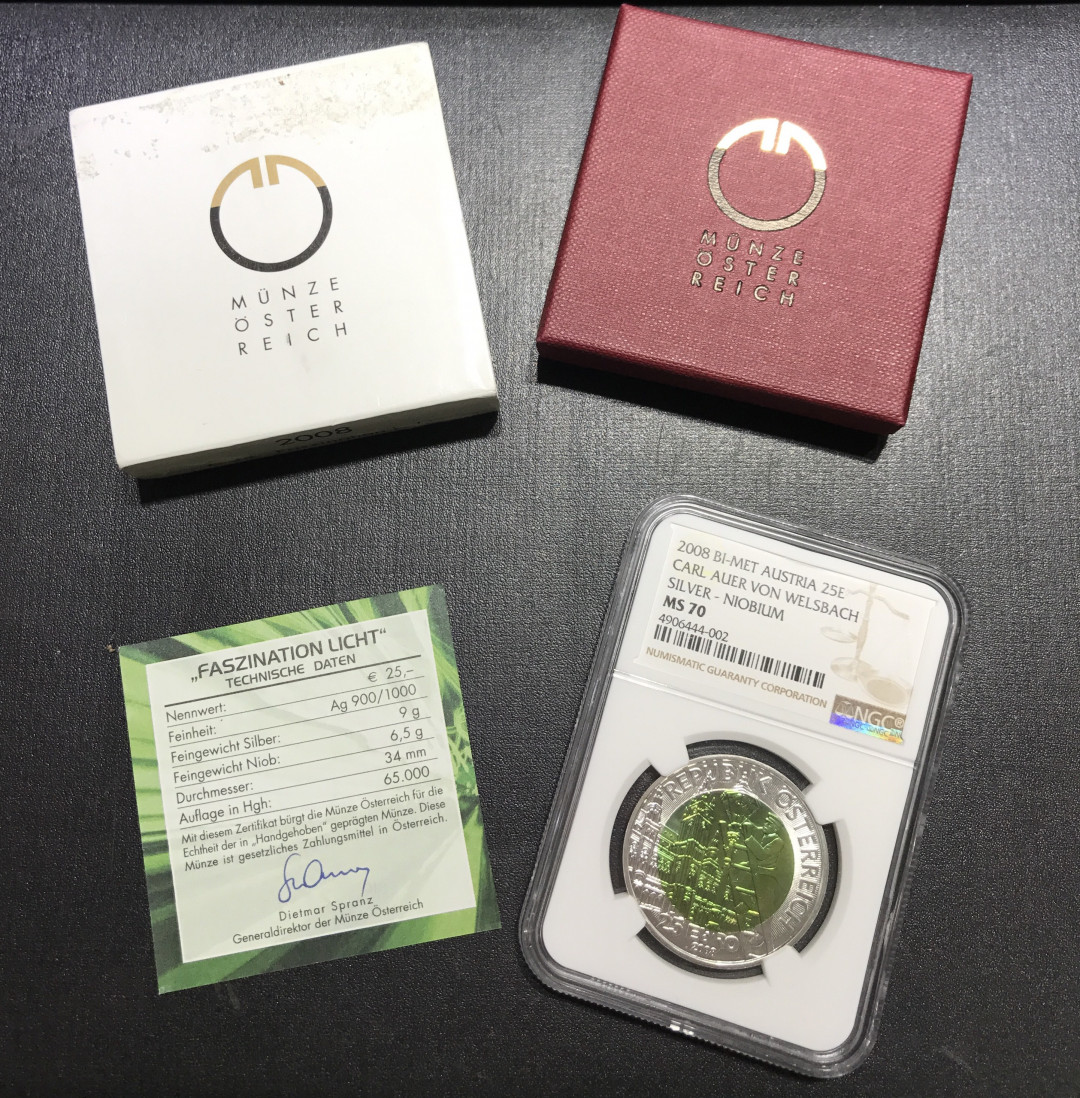 MÜNZE
ÖSTER
REICH
2008
MÜNZE
ÖSTER
REICH
„FASZINATION LICHT“
TECHNISCHE DATEN
Nennwert: € 25,–
Feinheit: Ag 900/1000
Feingewicht Silber: 9 g
Feingewicht Niob: 6,5 g
Durchmesser: 34 mm
Auflage in Hgh: 65.000
Mit diesem Zertifikat bürgt die Münze Österreich für die
Echtheit der in „Handgehoben“ geprägten Münze. Diese
Münze ist gesetzliches Zahlungsmittel in Österreich.
Dietmar Spranz
Generaldirektor der Münze Österreich
2008 BI-MET AUSTRIA 25E
CARL AUER VON WELSBACH
SILVER - NIOBIUM
MS 70
4906444-002
NUMISMATIC GUARANTY CORPORATION
NGC®
REPUBLIK ÖSTERREICH
25 EURO
2008